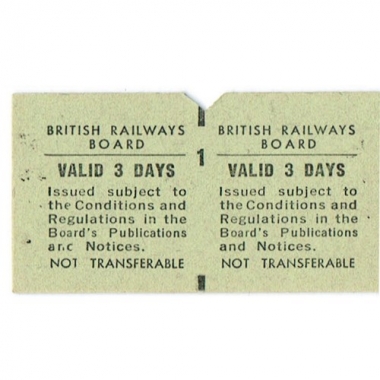 BRITISH RAILWAYS
BOARD
VALID 3 DAYS
Issued subject to
the Conditions and
Regulations in the
Board's Publications
and Notices.
NOT TRANSFERABLE
1
BRITISH RAILWAYS
BOARD
VALID 3 DAYS
Issued subject to
the Conditions and
Regulations in the
Board's Publications
and Notices.
NOT TRANSFERABLE